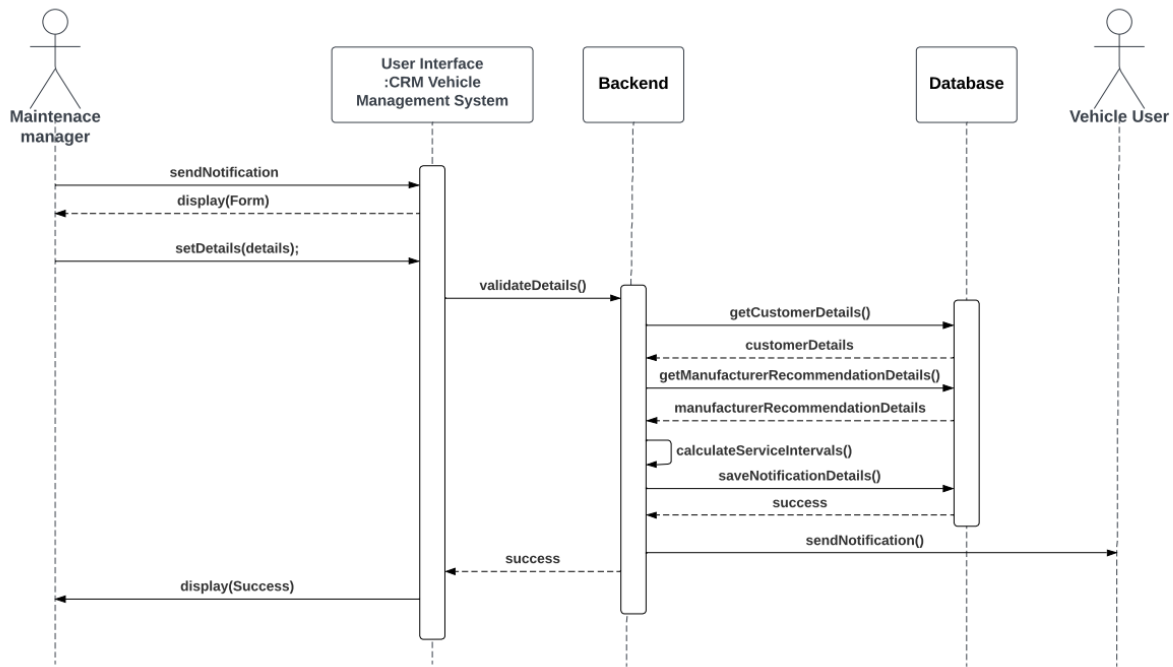 User Interface
:CRM Vehicle
Management System
Backend
Database
Maintenace
manager
Vehicle User
sendNotification
display(Form)
setDetails(details);
validateDetails()
getCustomerDetails()
customerDetails
getManufacturerRecommendationDetails()
manufacturerRecommendationDetails
calculateServiceIntervals()
saveNotificationDetails()
success
sendNotification()
success
display(Success)